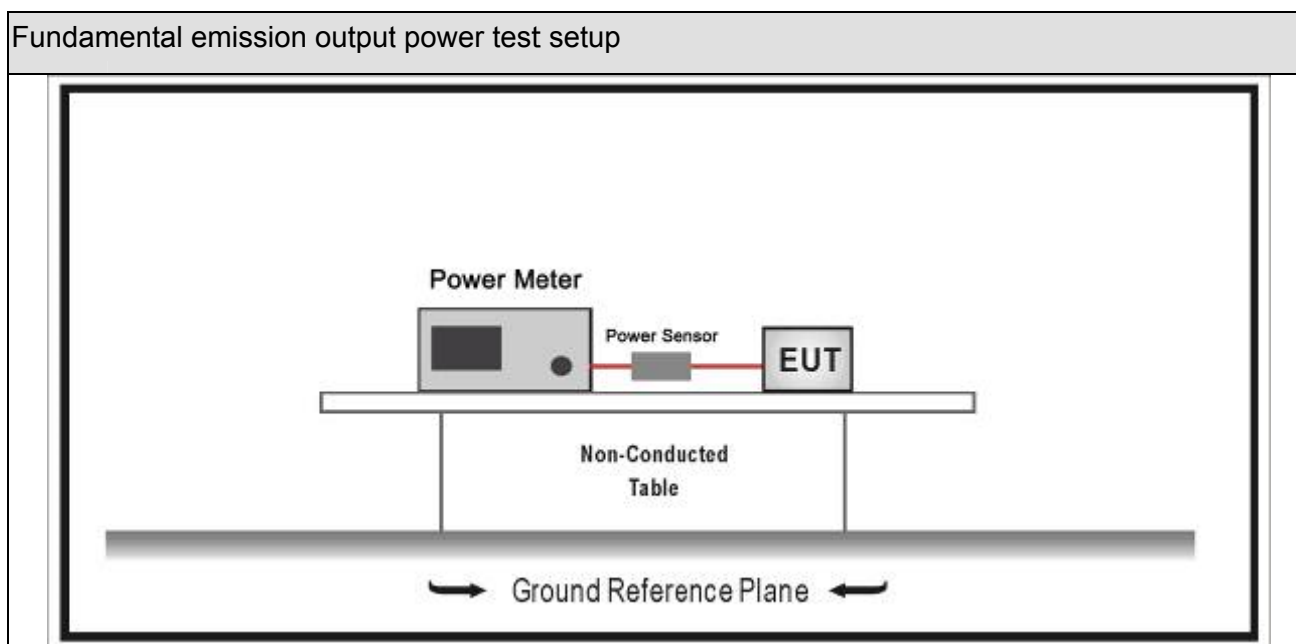 Fundamental emission output power test setup
Power Meter
Power Sensor
EUT
Non-Conducted
Table
Ground Reference Plane